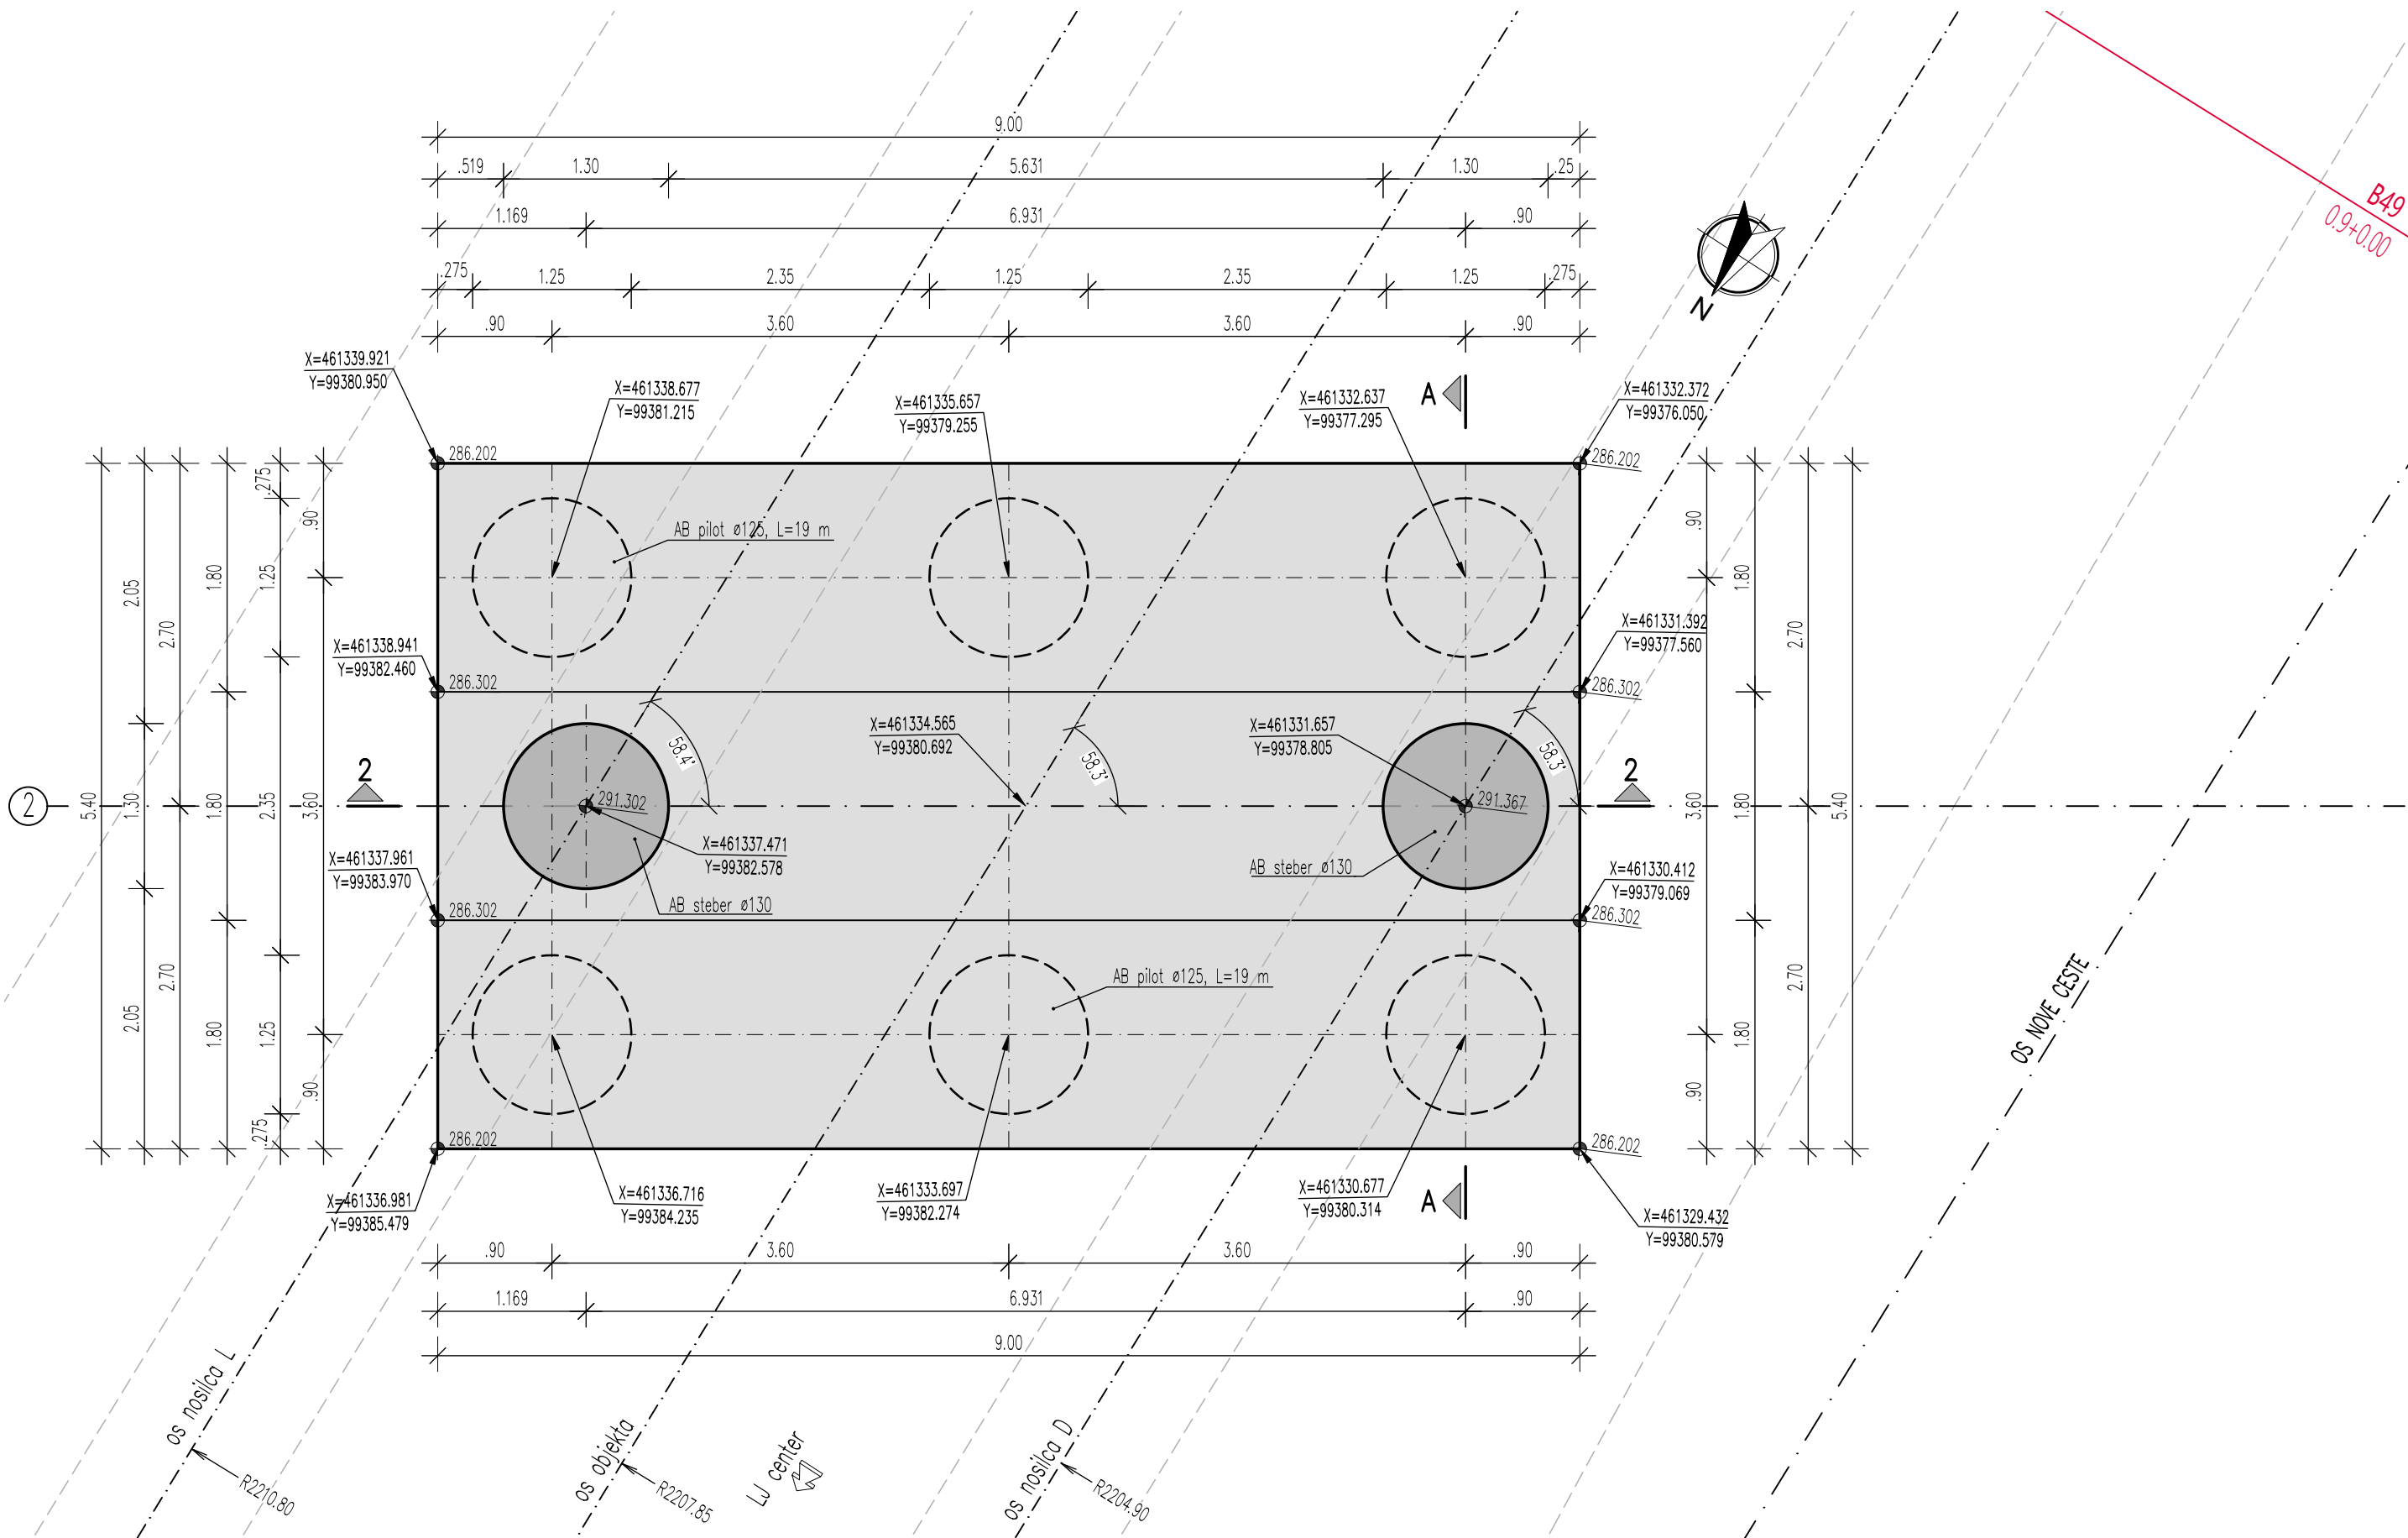 9.00
.519 1.30 5.631 1.30 .25
1.169 6.931 .90
.275 1.25 2.35 1.25 2.35 1.25 .275
.90 3.60 3.60 .90
B49
0.9+0.00
N
X=461339.921
Y=99380.950
X=461338.677
Y=99381.215
X=461335.657
Y=99379.255
X=461332.637
Y=99377.295
A
X=461332.372
Y=99376.050
286.202
286.202
AB pilot ø125, L=19 m
X=461338.941
Y=99382.460
286.302
X=461331.392
Y=99377.560
286.302
58.4°
58.3°
58.3°
X=461334.565
Y=99380.692
X=461331.657
Y=99378.805
2
2
2
291.302
291.367
X=461337.471
Y=99382.578
AB steber ø130
AB steber ø130
X=461337.961
Y=99383.970
286.302
X=461330.412
Y=99379.069
286.302
AB pilot ø125, L=19 m
286.202
286.202
X=461336.981
Y=99385.479
X=461336.716
Y=99384.235
X=461333.697
Y=99382.274
X=461330.677
Y=99380.314
A
X=461329.432
Y=99380.579
5.40
2.05 1.30 2.05
2.70 2.70
1.80 1.80 1.80
.275 1.25 2.35 1.25 .275
.90 3.60 .90
.90 3.60 .90
1.80 1.80 1.80
2.70 2.70
5.40
.90 3.60 3.60 .90
1.169 6.931 .90
9.00
OS NOVE CESTE
os nosilca L
R2210.80
os objekta
R2207.85
LJ center
os nosilca D
R2204.90